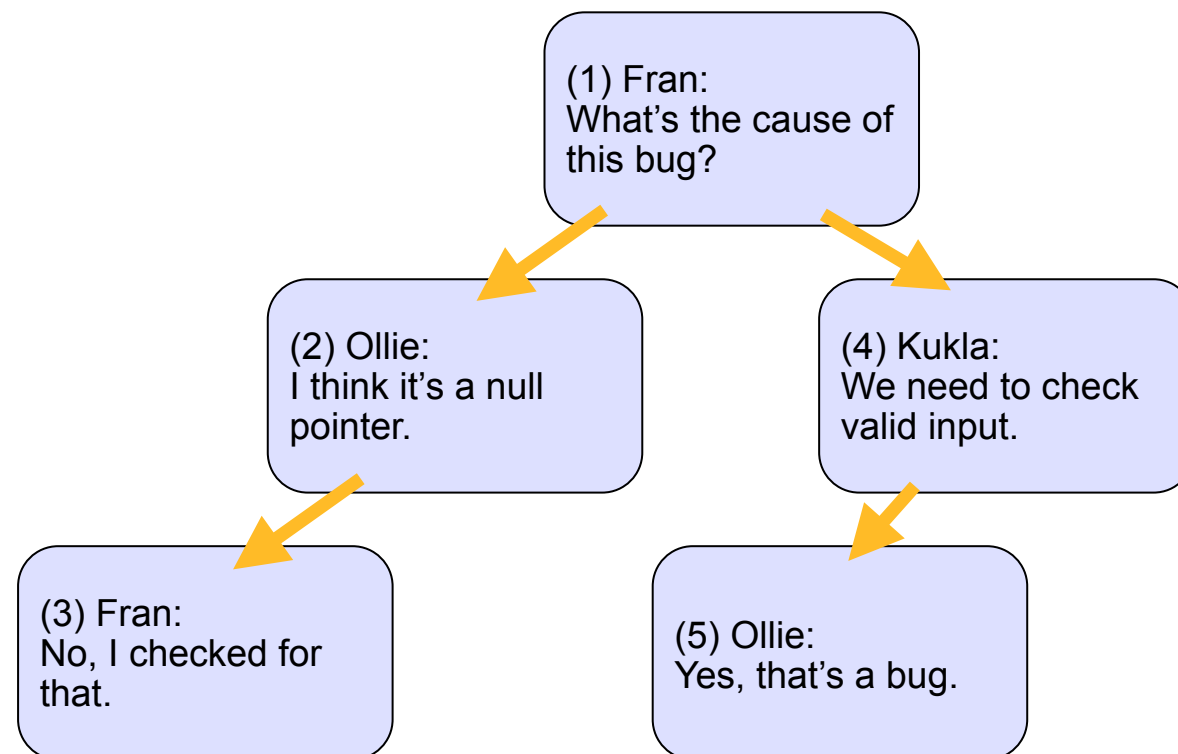 (1) Fran:
What’s the cause of
this bug?
(2) Ollie:
I think it’s a null
pointer.
(4) Kukla:
We need to check
valid input.
(3) Fran:
No, I checked for
that.
(5) Ollie:
Yes, that’s a bug.